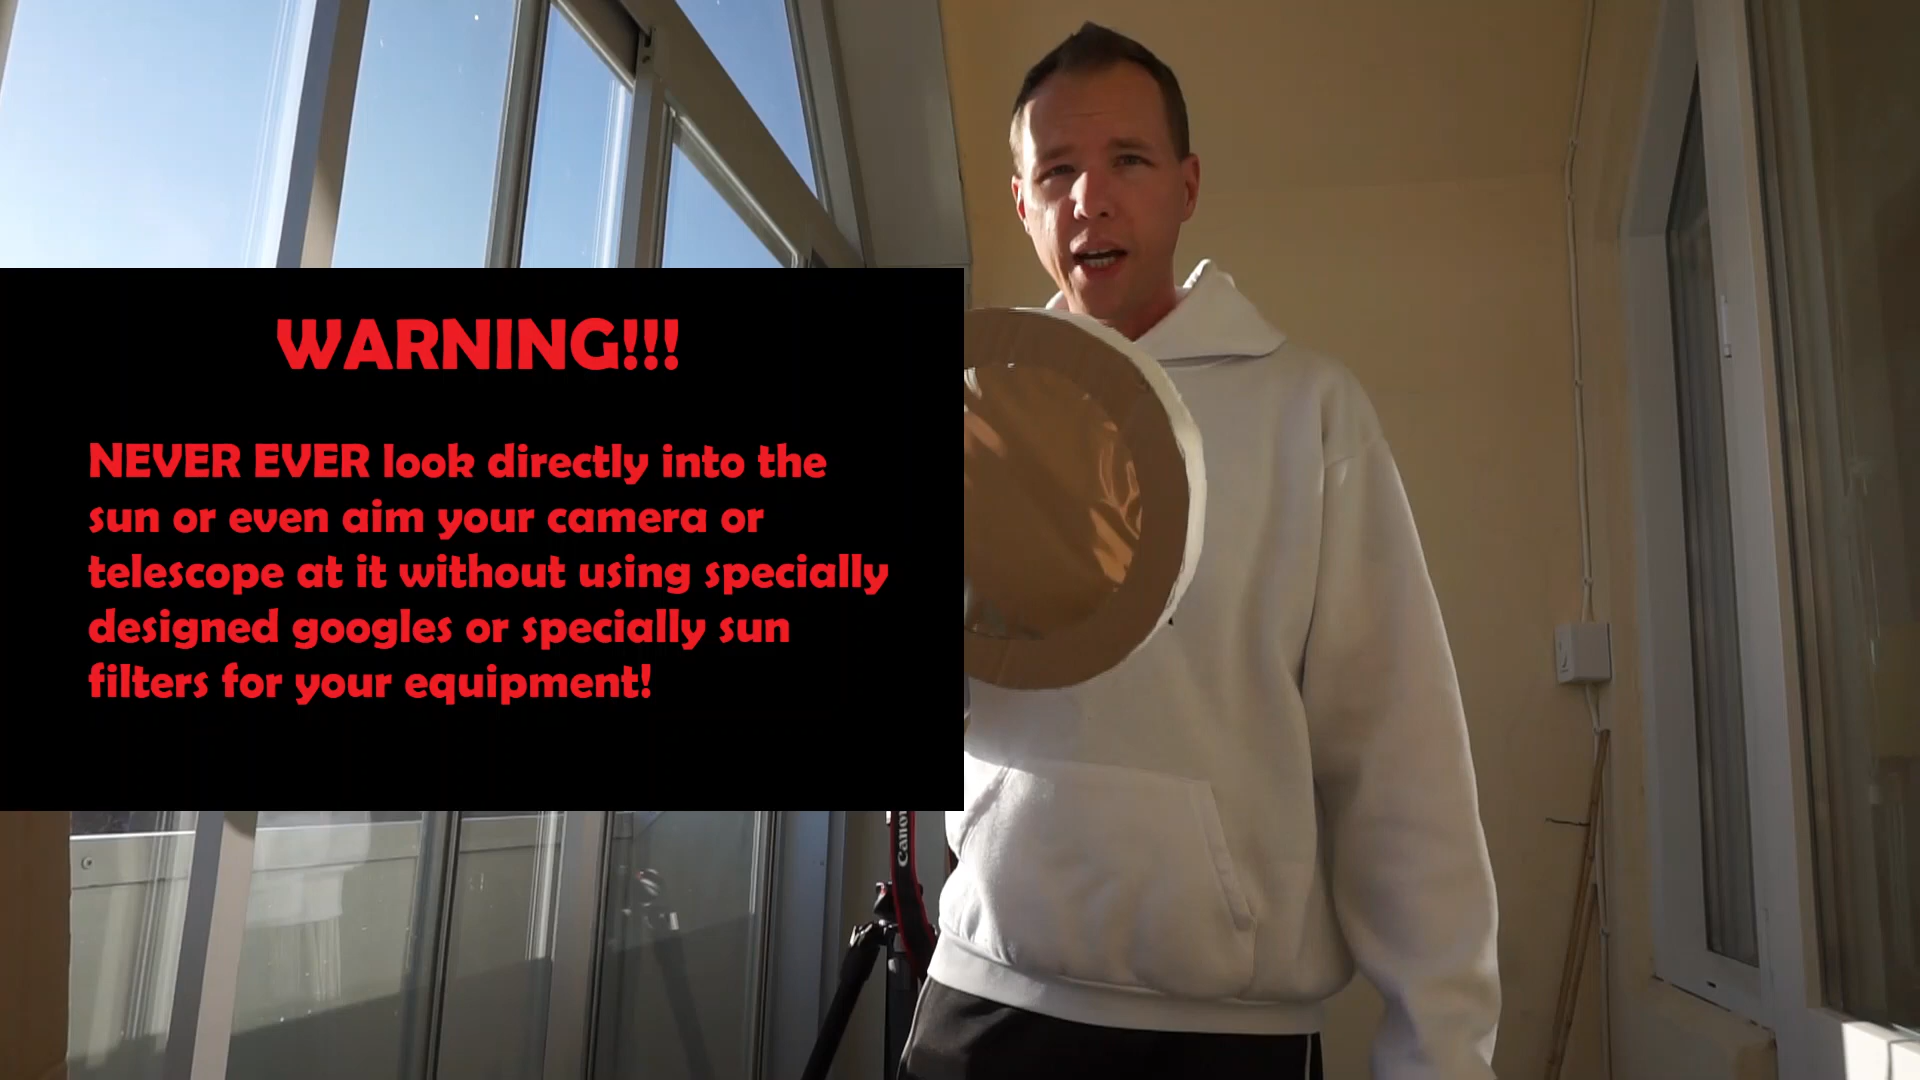 WARNING!!!
NEVER EVER look directly into the
sun or even aim your camera or
telescope at it without using specially
designed googles or specially sun
filters for your equipment!
Cano